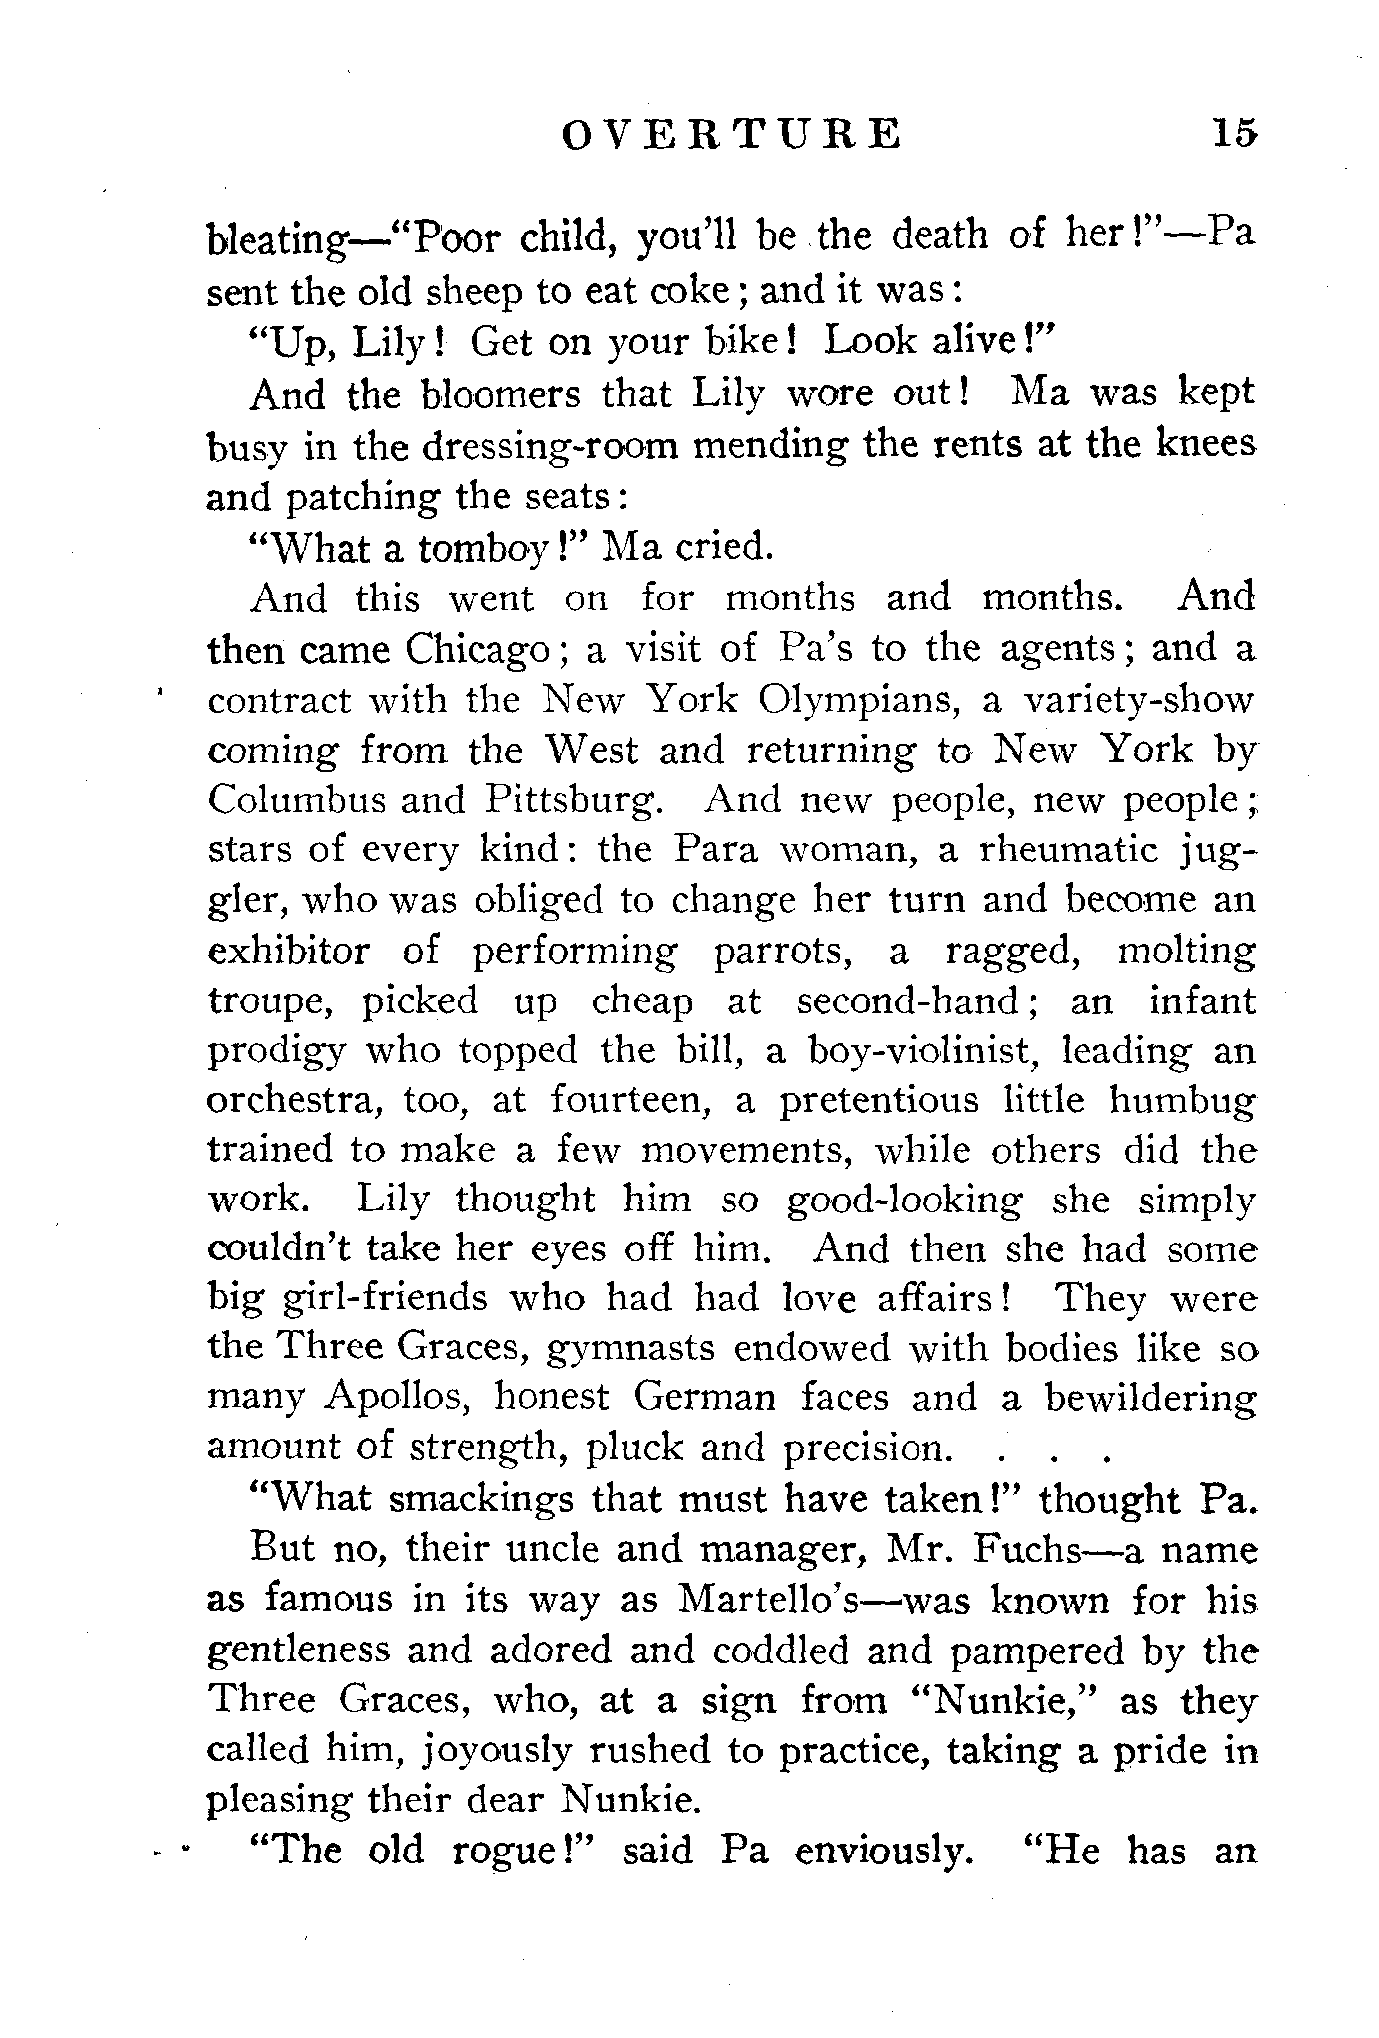 OVERTURE 15
bleating—“Poor child, you’ll be the death of her!”—Pa
sent the old sheep to eat coke; and it was:
“Up, Lily! Get on your bike! Look alive!”
And the bloomers that Lily wore out! Ma was kept
busy in the dressing-room mending the rents at the knees
and patching the seats:
“What a tomboy!” Ma cried.
And this went on for months and months. And
then came Chicago; a visit of Pa’s to the agents; and a
contract with the New York Olympians, a variety-show
coming from the West and returning to New York by
Columbus and Pittsburg. And new people, new people;
stars of every kind: the Para woman, a rheumatic jug-
gler, who was obliged to change her turn and become an
exhibitor of performing parrots, a ragged, molting
troupe, picked up cheap at second-hand; an infant
prodigy who topped the bill, a boy-violinist, leading an
orchestra, too, at fourteen, a pretentious little humbug
trained to make a few movements, while others did the
work. Lily thought him so good-looking she simply
couldn’t take her eyes off him. And then she had some
big girl-friends who had had love affairs! They were
the Three Graces, gymnasts endowed with bodies like so
many Apollos, honest German faces and a bewildering
amount of strength, pluck and precision. . . .
“What smackings that must have taken!” thought Pa.
But no, their uncle and manager, Mr. Fuchs—a name
as famous in its way as Martello’s—was known for his
gentleness and adored and coddled and pampered by the
Three Graces, who, at a sign from “Nunkie,” as they
called him, joyously rushed to practice, taking a pride in
pleasing their dear Nunkie.
“The old rogue!” said Pa enviously. “He has an